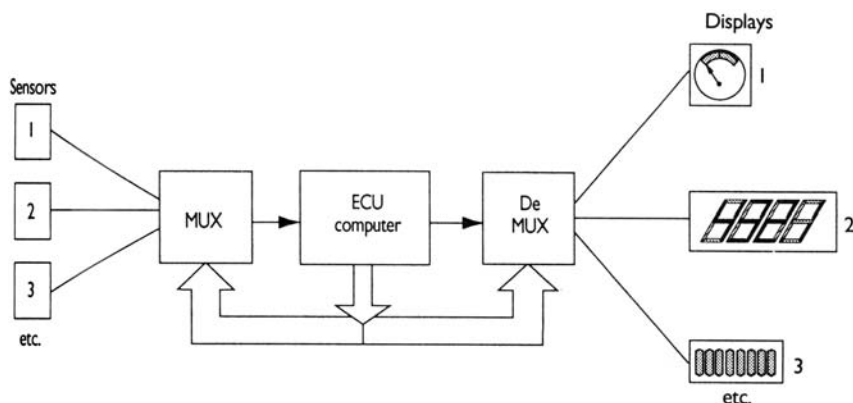 Displays
1
Sensors
1
2
3
etc.
MUX
ECU
computer
De
MUX
2
3
etc.